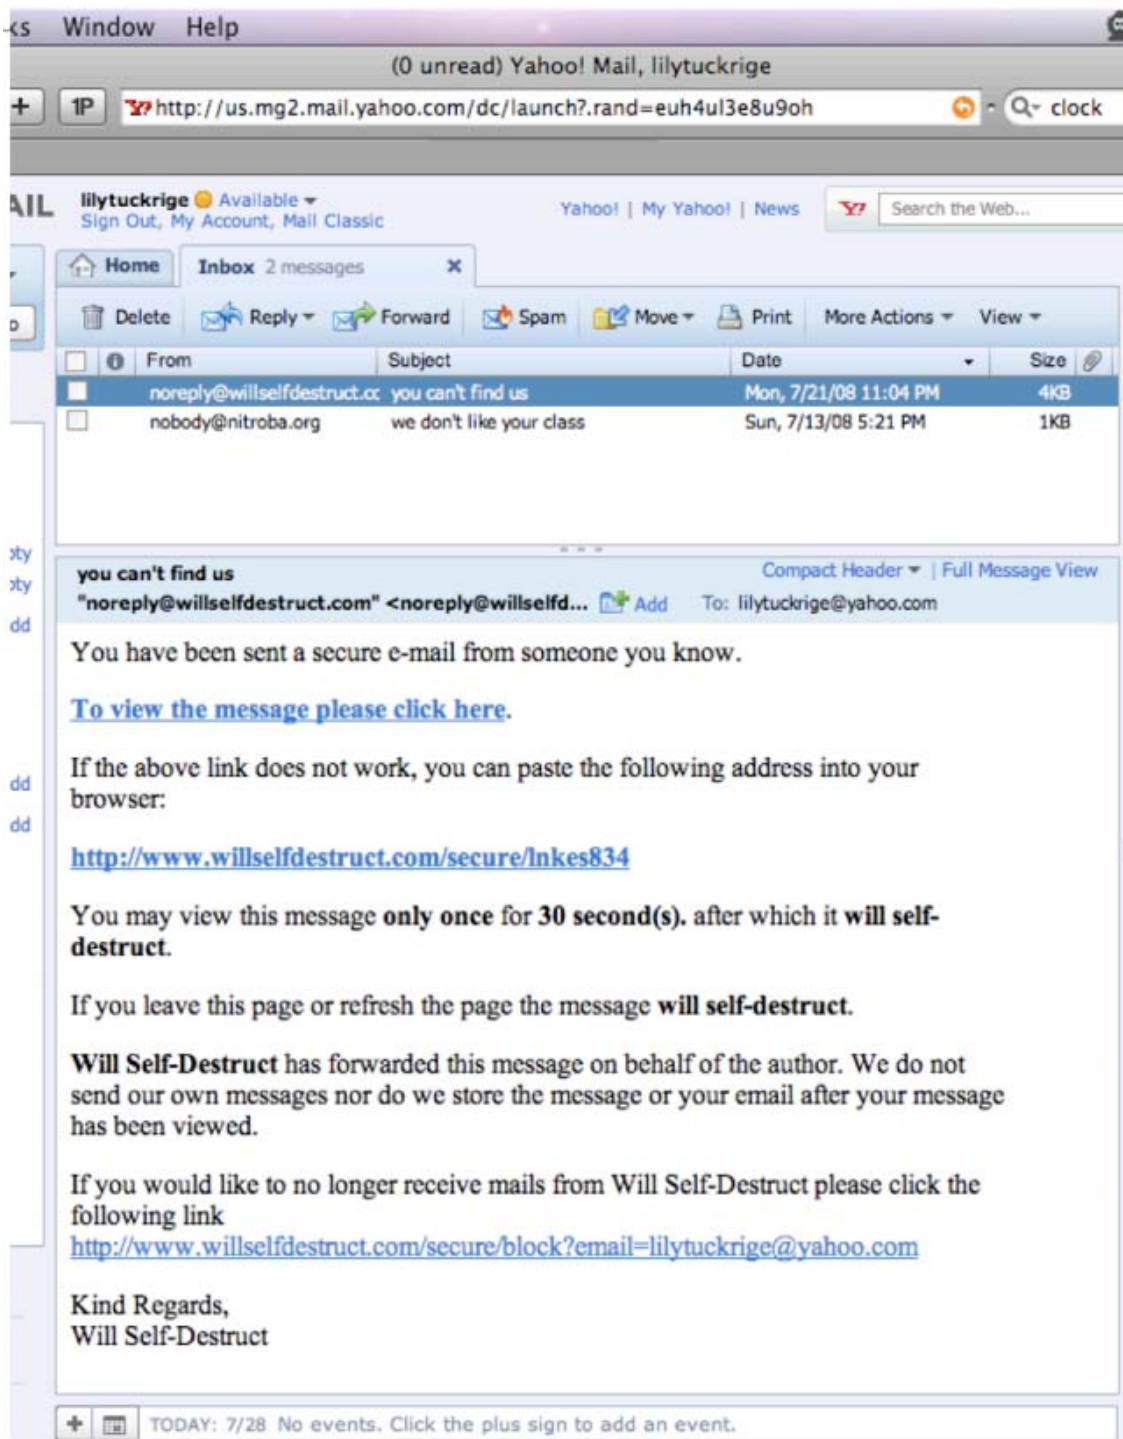 ks Window Help
(0 unread) Yahoo! Mail, lilytuckrige
+ 1P Y? http://us.mg2.mail.yahoo.com/dc/launch?.rand=euh4ul3e8u9oh clock
AIL lilytuckrige Available
Sign Out, My Account, Mail Classic
Yahoo! | My Yahoo! | News Y? Search the Web...
Home Inbox 2 messages x
Delete Reply Forward Spam Move Print More Actions View
From Subject Date Size
noreply@willselfdestruct.cc you can't find us Mon, 7/21/08 11:04 PM 4KB
nobody@nitroba.org we don't like your class Sun, 7/13/08 5:21 PM 1KB
pty
pty
dd
dd
dd
you can't find us Compact Header | Full Message View
"noreply@willselfdestruct.com" <noreply@willselfd... Add To: lilytuckrige@yahoo.com
You have been sent a secure e-mail from someone you know.
To view the message please click here.
If the above link does not work, you can paste the following address into your
browser:
http://www.willselfdestruct.com/secure/lnkes834
You may view this message only once for 30 second(s). after which it will self-
destruct.
If you leave this page or refresh the page the message will self-destruct.
Will Self-Destruct has forwarded this message on behalf of the author. We do not
send our own messages nor do we store the message or your email after your message
has been viewed.
If you would like to no longer receive mails from Will Self-Destruct please click the
following link
http://www.willselfdestruct.com/secure/block?email=lilytuckrige@yahoo.com
Kind Regards,
Will Self-Destruct
+ TODAY: 7/28 No events. Click the plus sign to add an event.